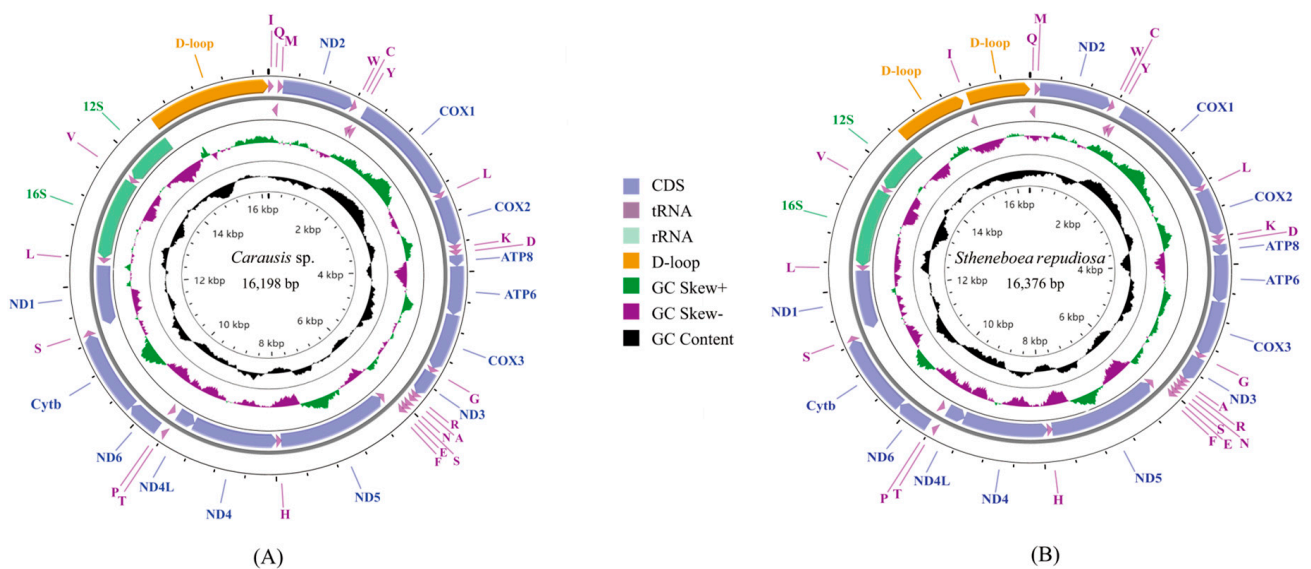 I
Q
M
ND2
W
C
Y
D-loop
COX1
12S
V
L
16S
COX2
K
D
L
ATP8
ND1
ATP6
S
COX3
Cytb
G
ND3
R
A
N
S
E
F
ND6
P
T
ND4L
ND4
H
ND5
16 kbp
2 kbp
14 kbp
Carausis sp.
4 kbp
12 kbp
16,198 bp
10 kbp
6 kbp
8 kbp
(A)
CDS
tRNA
rRNA
D-loop
GC Skew+
GC Skew-
GC Content
M
Q
ND2
C
W
Y
I
D-loop
D-loop
COX1
12S
V
L
16S
COX2
K
D
L
ATP8
ND1
ATP6
S
COX3
Cytb
G
ND3
A
R
S
N
E
F
ND6
P
T
ND4L
ND4
H
ND5
16 kbp
2 kbp
14 kbp
Stheneboea repudiosa
4 kbp
12 kbp
16,376 bp
10 kbp
6 kbp
8 kbp
(B)